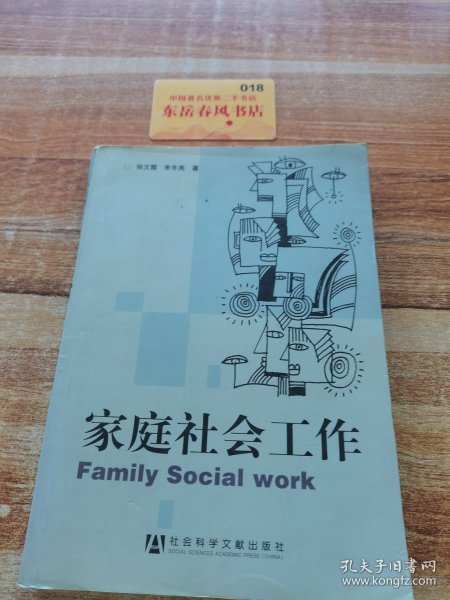 018
中国著名民营二手书店
东岳春风书店
○ 张文霞 朱冬亮 著
家庭社会工作
Family Social work
社会科学文献出版社
SOCIAL SCIENCES ACADEMIC PRESS (CHINA)
孔夫子旧书网
www.kongfz.com